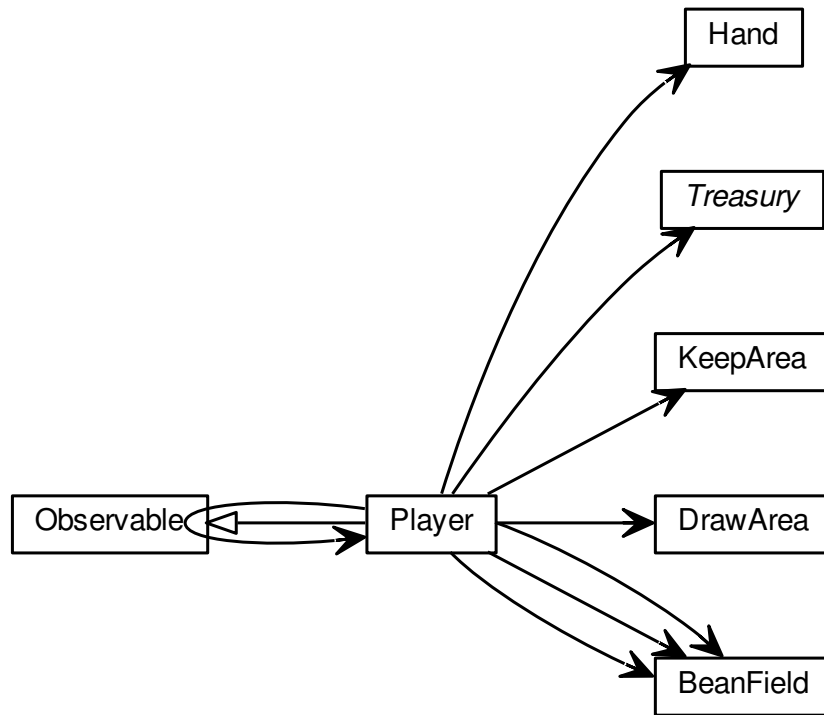 Hand
Treasury
KeepArea
Observable
Player
DrawArea
BeanField